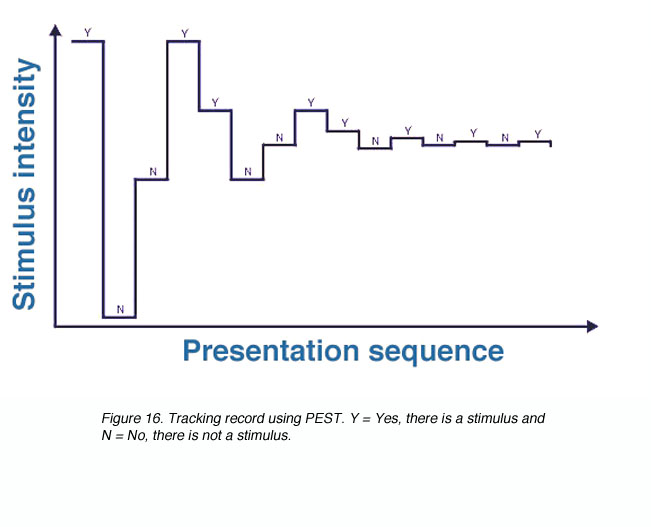 Stimulus intensity
Y
N
N
Y
Y
N
N
Y
Y
N
Y
N
Y
N
Y
Presentation sequence
Figure 16. Tracking record using PEST. Y = Yes, there is a stimulus and
N = No, there is not a stimulus.